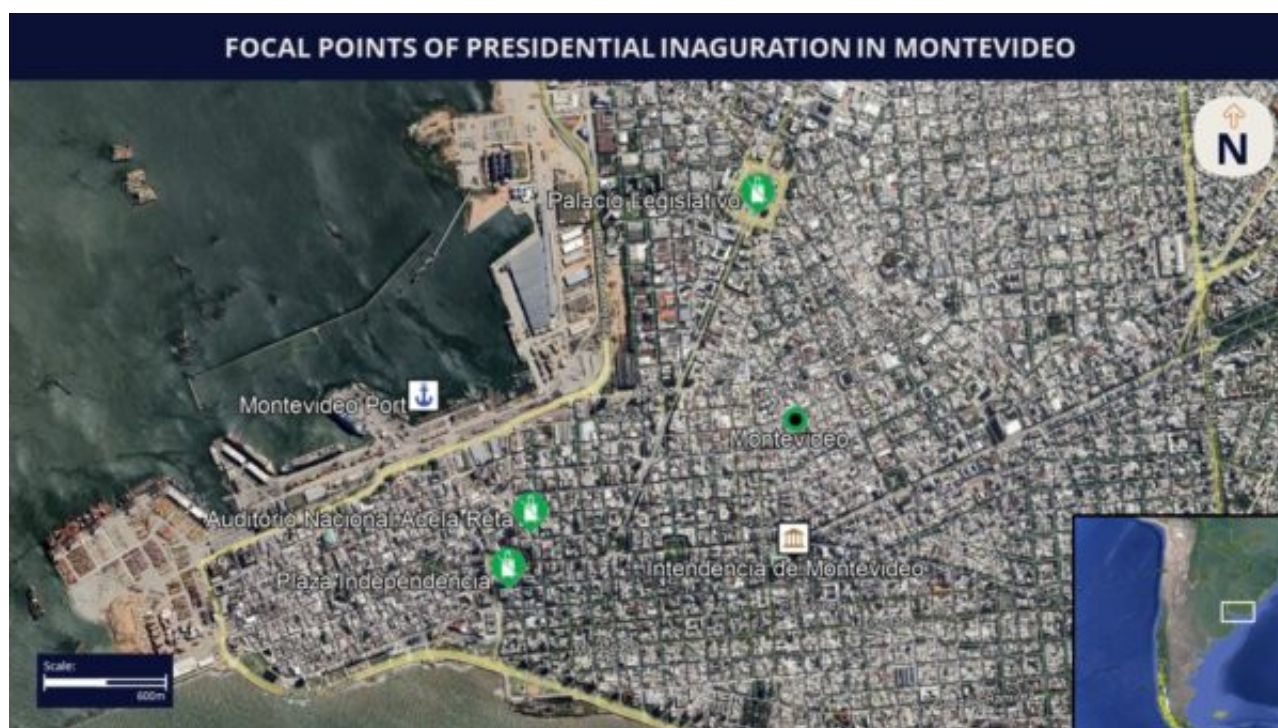 FOCAL POINTS OF PRESIDENTIAL INAGURATION IN MONTEVIDEO
N
Palacio Legislativo
Montevideo Port
Montevideo
Auditorio Nacional Acela Reta
Intendencia de Montevideo
Plaza Independencia
Scale:
600m